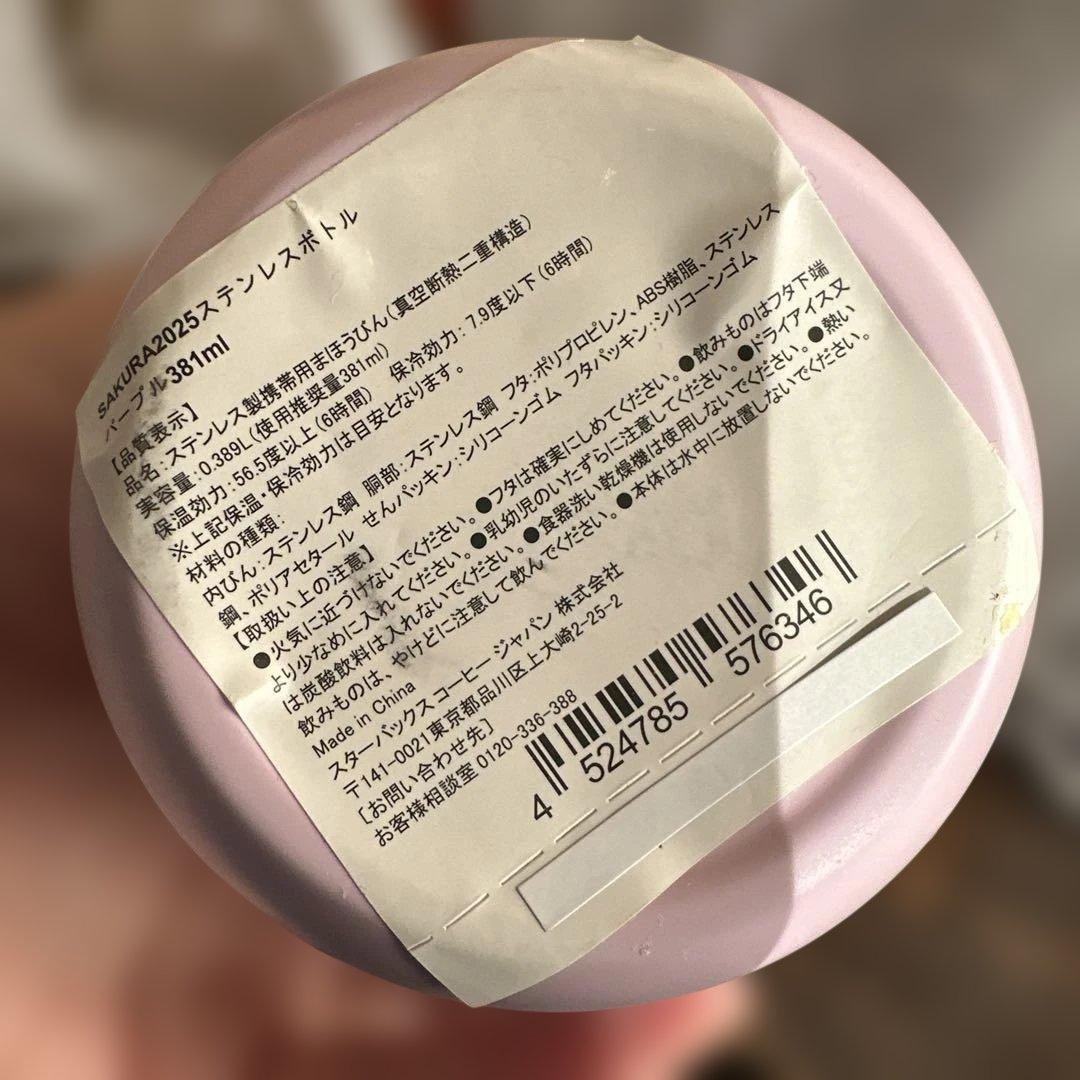 SAKURA2025ステンレスボトル
パープル381ml
【品質表示】
品名:ステンレス製携帯用まほうびん(真空断熱二重構造)
実容量:0.389L(使用推奨量381ml)
保温効力:56.5度以上(6時間) 保冷効力:7.9度以下(6時間)
※上記保温・保冷効力は目安となります。
材料の種類:
内びん:ステンレス鋼 胴部:ステンレス鋼 フタ:ポリプロピレン、ABS樹脂、ステンレス
鋼、ポリアセタール せんパッキン:シリコーンゴム フタパッキン:シリコーンゴム
【取扱い上の注意】
●火気に近づけないでください。●フタは確実にしめてください。●飲みものはフタ下端
より少なめに入れてください。●乳幼児のいたずらに注意してください。●ドライアイス又
は炭酸飲料は入れないでください。●食器洗い乾燥機は使用しないでください。●熱い
飲みものは、やけどに注意して飲んでください。●本体は水中に放置しないでください。
Made in China
スターバックス コーヒー ジャパン 株式会社
〒141-0021東京都品川区上大崎2-25-2
[お問い合わせ先]
お客様相談室 0120-336-388
4 524785 576346